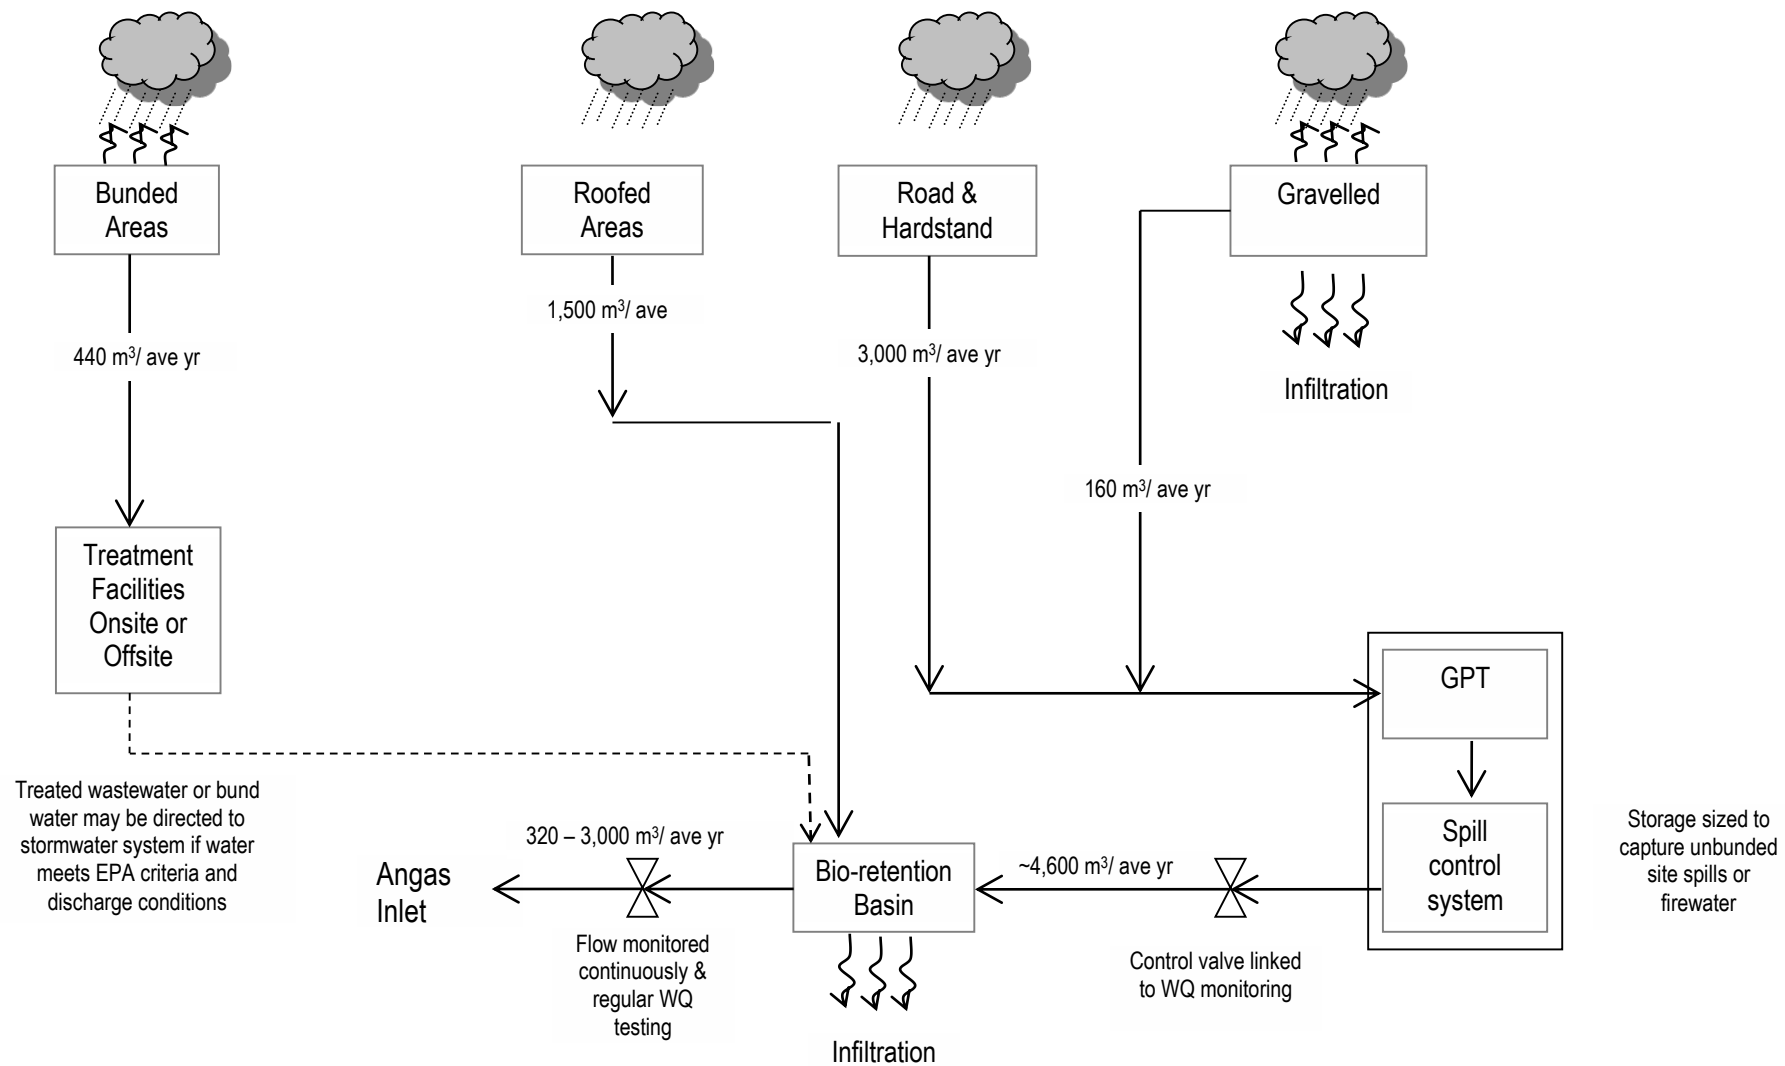 Bunded
Areas
Roofed
Areas
Road &
Hardstand
Gravelled
1,500 m³/ ave
440 m³/ ave yr
3,000 m³/ ave yr
Infiltration
160 m³/ ave yr
Treatment
Facilities
Onsite or
Offsite
GPT
Treated wastewater or bund
water may be directed to
stormwater system if water
meets EPA criteria and
discharge conditions
320 – 3,000 m³/ ave yr
Angas
Inlet
Flow monitored
continuously &
regular WQ
testing
Bio-retention
Basin
Infiltration
~4,600 m³/ ave yr
Control valve linked
to WQ monitoring
Spill
control
system
Storage sized to
capture unbunded
site spills or
firewater